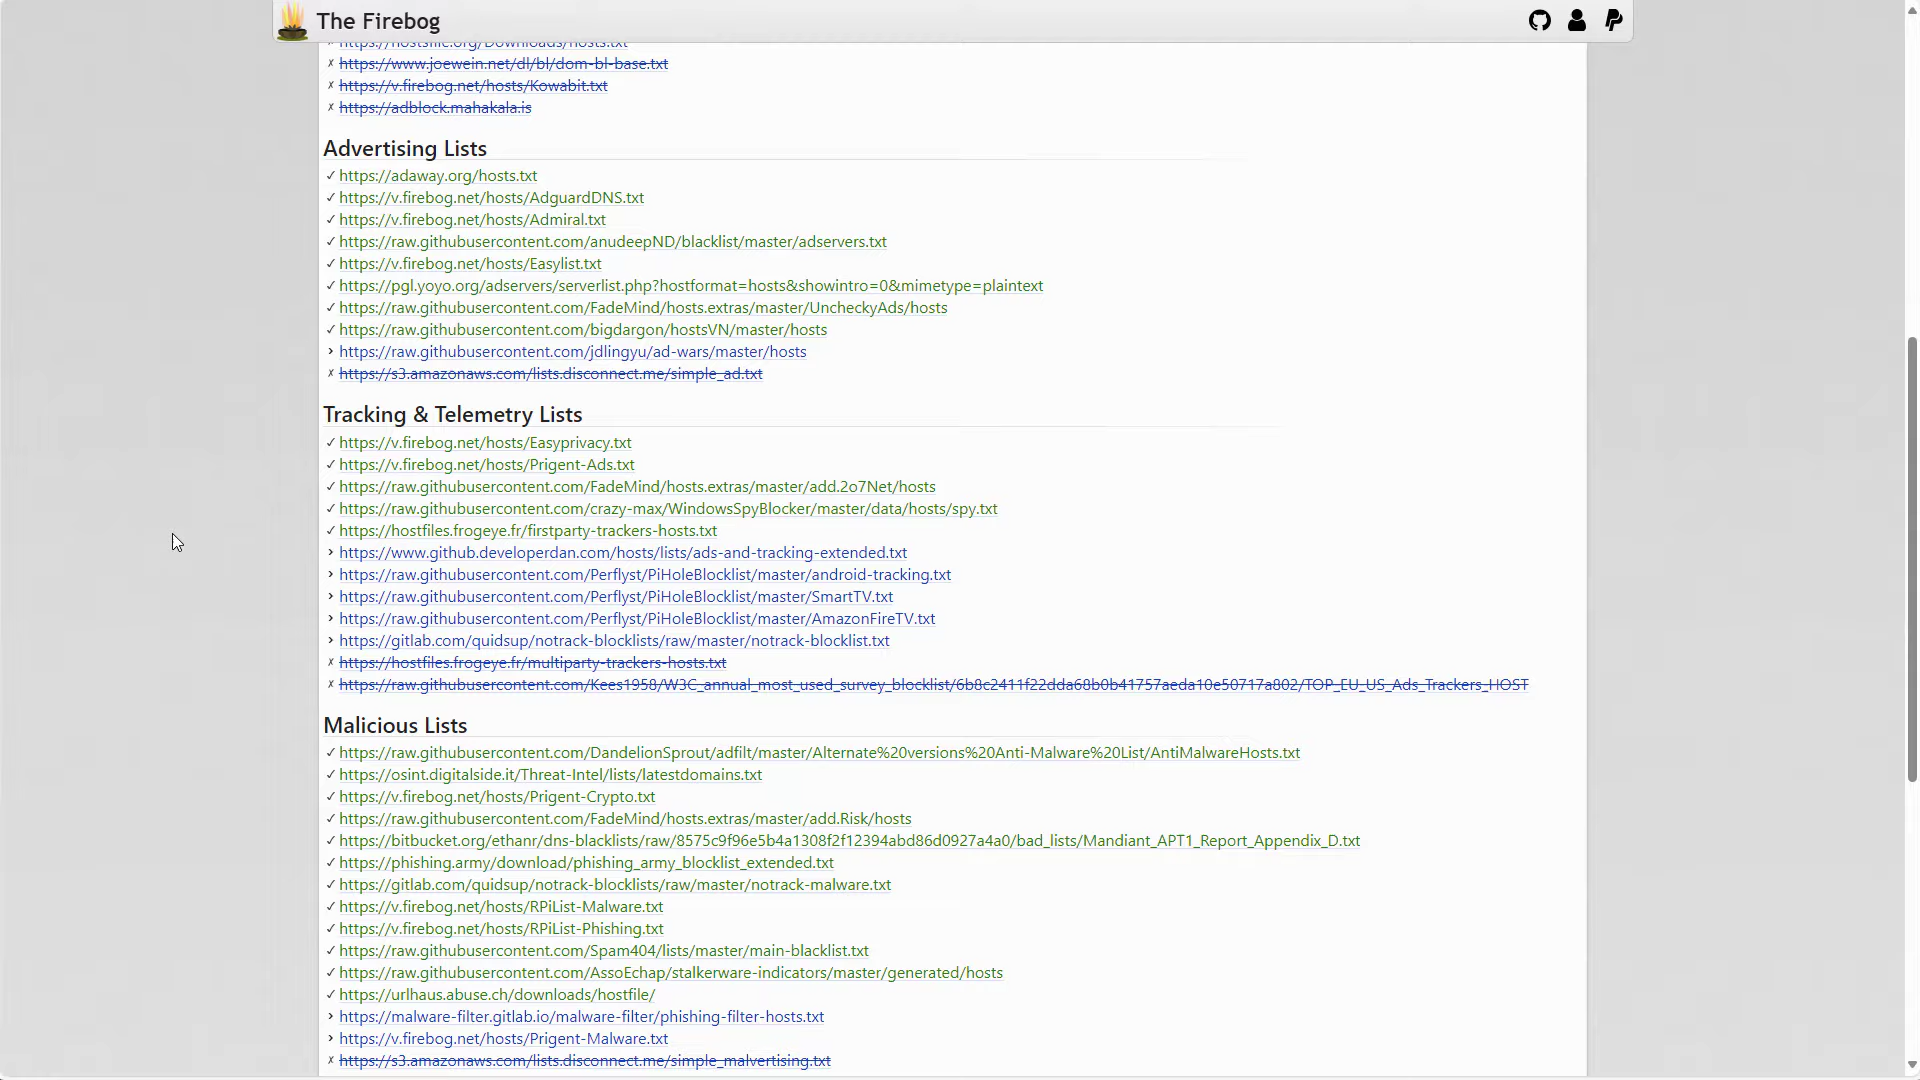 The Firebog
https://hostsfile.org/Downloads/hosts.txt
✗ https://www.joewein.net/dl/bl/dom-bl-base.txt
✗ https://v.firebog.net/hosts/Kowabit.txt
✗ https://adblock.mahakala.is
Advertising Lists
✓ https://adaway.org/hosts.txt
✓ https://v.firebog.net/hosts/AdguardDNS.txt
✓ https://v.firebog.net/hosts/Admiral.txt
✓ https://raw.githubusercontent.com/anudeepND/blacklist/master/adservers.txt
✓ https://v.firebog.net/hosts/Easylist.txt
✓ https://pgl.yoyo.org/adservers/serverlist.php?hostformat=hosts&showintro=0&mimetype=plaintext
✓ https://raw.githubusercontent.com/FadeMind/hosts.extras/master/UncheckyAds/hosts
✓ https://raw.githubusercontent.com/bigdargon/hostsVN/master/hosts
› https://raw.githubusercontent.com/jdlingyu/ad-wars/master/hosts
✗ https://s3.amazonaws.com/lists.disconnect.me/simple_ad.txt
Tracking & Telemetry Lists
✓ https://v.firebog.net/hosts/Easyprivacy.txt
✓ https://v.firebog.net/hosts/Prigent-Ads.txt
✓ https://raw.githubusercontent.com/FadeMind/hosts.extras/master/add.2o7Net/hosts
✓ https://raw.githubusercontent.com/crazy-max/WindowsSpyBlocker/master/data/hosts/spy.txt
✓ https://hostfiles.frogeye.fr/firstparty-trackers-hosts.txt
› https://www.github.developerdan.com/hosts/lists/ads-and-tracking-extended.txt
› https://raw.githubusercontent.com/Perflyst/PiHoleBlocklist/master/android-tracking.txt
› https://raw.githubusercontent.com/Perflyst/PiHoleBlocklist/master/SmartTV.txt
› https://raw.githubusercontent.com/Perflyst/PiHoleBlocklist/master/AmazonFireTV.txt
› https://gitlab.com/quidsup/notrack-blocklists/raw/master/notrack-blocklist.txt
✗ https://hostfiles.frogeye.fr/multiparty-trackers-hosts.txt
✗ https://raw.githubusercontent.com/Kees1958/W3C_annual_most_used_survey_blocklist/6b8c2411f22dda68b0b41757aeda10e50717a802/TOP_EU_US_Ads_Trackers_HOST
Malicious Lists
✓ https://raw.githubusercontent.com/DandelionSprout/adfilt/master/Alternate%20versions%20Anti-Malware%20List/AntiMalwareHosts.txt
✓ https://osint.digitalside.it/Threat-Intel/lists/latestdomains.txt
✓ https://v.firebog.net/hosts/Prigent-Crypto.txt
✓ https://raw.githubusercontent.com/FadeMind/hosts.extras/master/add.Risk/hosts
✓ https://bitbucket.org/ethanr/dns-blacklists/raw/8575c9f96e5b4a1308f2f12394abd86d0927a4a0/bad_lists/Mandiant_APT1_Report_Appendix_D.txt
✓ https://phishing.army/download/phishing_army_blocklist_extended.txt
✓ https://gitlab.com/quidsup/notrack-blocklists/raw/master/notrack-malware.txt
✓ https://v.firebog.net/hosts/RPiList-Malware.txt
✓ https://v.firebog.net/hosts/RPiList-Phishing.txt
✓ https://raw.githubusercontent.com/Spam404/lists/master/main-blacklist.txt
✓ https://raw.githubusercontent.com/AssoEchap/stalkerware-indicators/master/generated/hosts
✓ https://urlhaus.abuse.ch/downloads/hostfile/
› https://malware-filter.gitlab.io/malware-filter/phishing-filter-hosts.txt
› https://v.firebog.net/hosts/Prigent-Malware.txt
✗ https://s3.amazonaws.com/lists.disconnect.me/simple_malvertising.txt